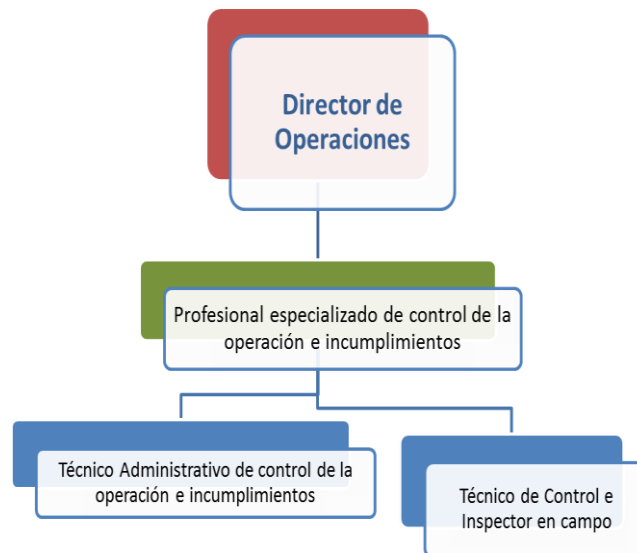 Director de
Operaciones
Profesional especializado de control de la
operación e incumplimientos
Técnico Administrativo de control de la
operación e incumplimientos
Técnico de Control e
Inspector en campo